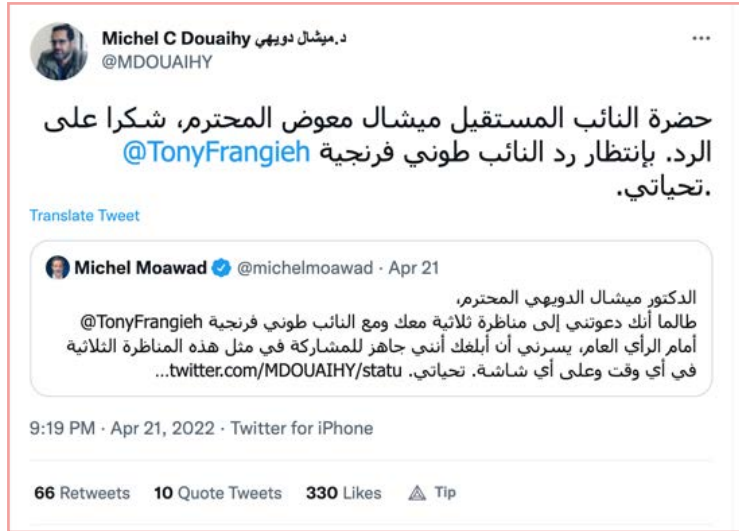 Michel C Douaihy د.ميشال دويهي
@MDOUAIHY
حضرة النائب المستقيل ميشال معوض المحترم، شكرا على
الرد. بإنتظار رد النائب طوني فرنجية @TonyFrangieh
.تحياتي.
Translate Tweet
Michel Moawad @michelmoawad · Apr 21
الدكتور ميشال الدويهي المحترم،
طالما أنك دعوتني إلى مناظرة ثلاثية معك ومع النائب طوني فرنجية @TonyFrangieh
أمام الرأي العام، يسرني أن أبلغك أنني جاهز للمشاركة في مثل هذه المناظرة الثلاثية
في أي وقت وعلى أي شاشة. تحياتي. twitter.com/MDOUAIHY/statu...
9:19 PM · Apr 21, 2022 · Twitter for iPhone
66 Retweets 10 Quote Tweets 330 Likes Tip